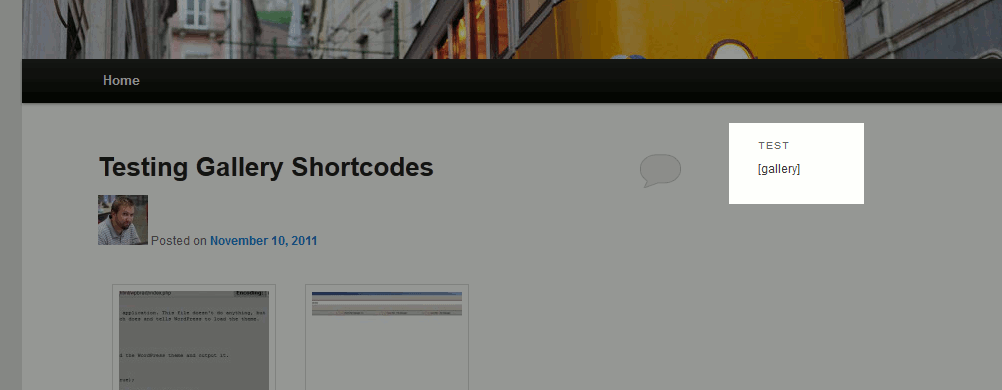 Home
Testing Gallery Shortcodes
Posted on November 10, 2011
TEST
[gallery]
Encoding:
application. This file doesn't do anything, but
does and tells WordPress to load the theme.
the WordPress theme and output it.